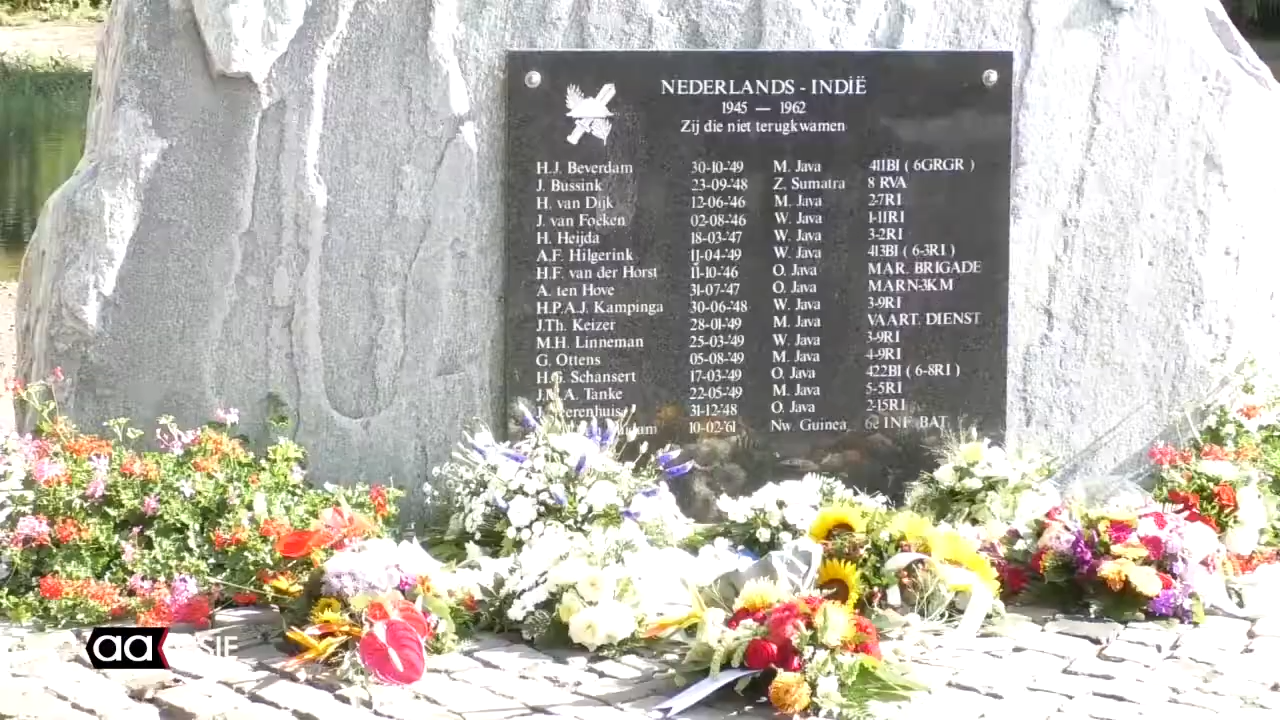 NEDERLANDS - INDIË
1945 — 1962
Zij die niet terugkwamen
H.J. Beverdam 30-10-'49 M. Java 411BI ( 6GRGR )
J. Bussink 23-09-'48 Z. Sumatra 8 RVA
H. van Dijk 12-06-'46 M. Java 2-7RI
J. van Focken 02-08-'46 W. Java 1-11RI
H. Heijda 18-03-'47 W. Java 3-2RI
A.F. Hilgerink 11-04-'49 W. Java 413BI ( 6-3RI )
H.F. van der Horst 11-10-'46 O. Java MAR. BRIGADE
A. ten Hove 31-07-'47 O. Java MARN-3KM
H.P.A.J. Kampinga 30-06-'48 W. Java 3-9RI
J.Th. Keizer 28-01-'49 M. Java VAART. DIENST
M.H. Linneman 25-03-'49 W. Java 3-9RI
G. Ottens 05-08-'49 M. Java 4-9RI
H.G. Schansert 17-03-'49 O. Java 422BI ( 6-8RI )
A. Tanke 22-05-'49 M. Java 5-5RI
31-12-'48 O. Java 2-15RI
10-02-'61 Nw. Guinea 6e INF. BAT.
aa